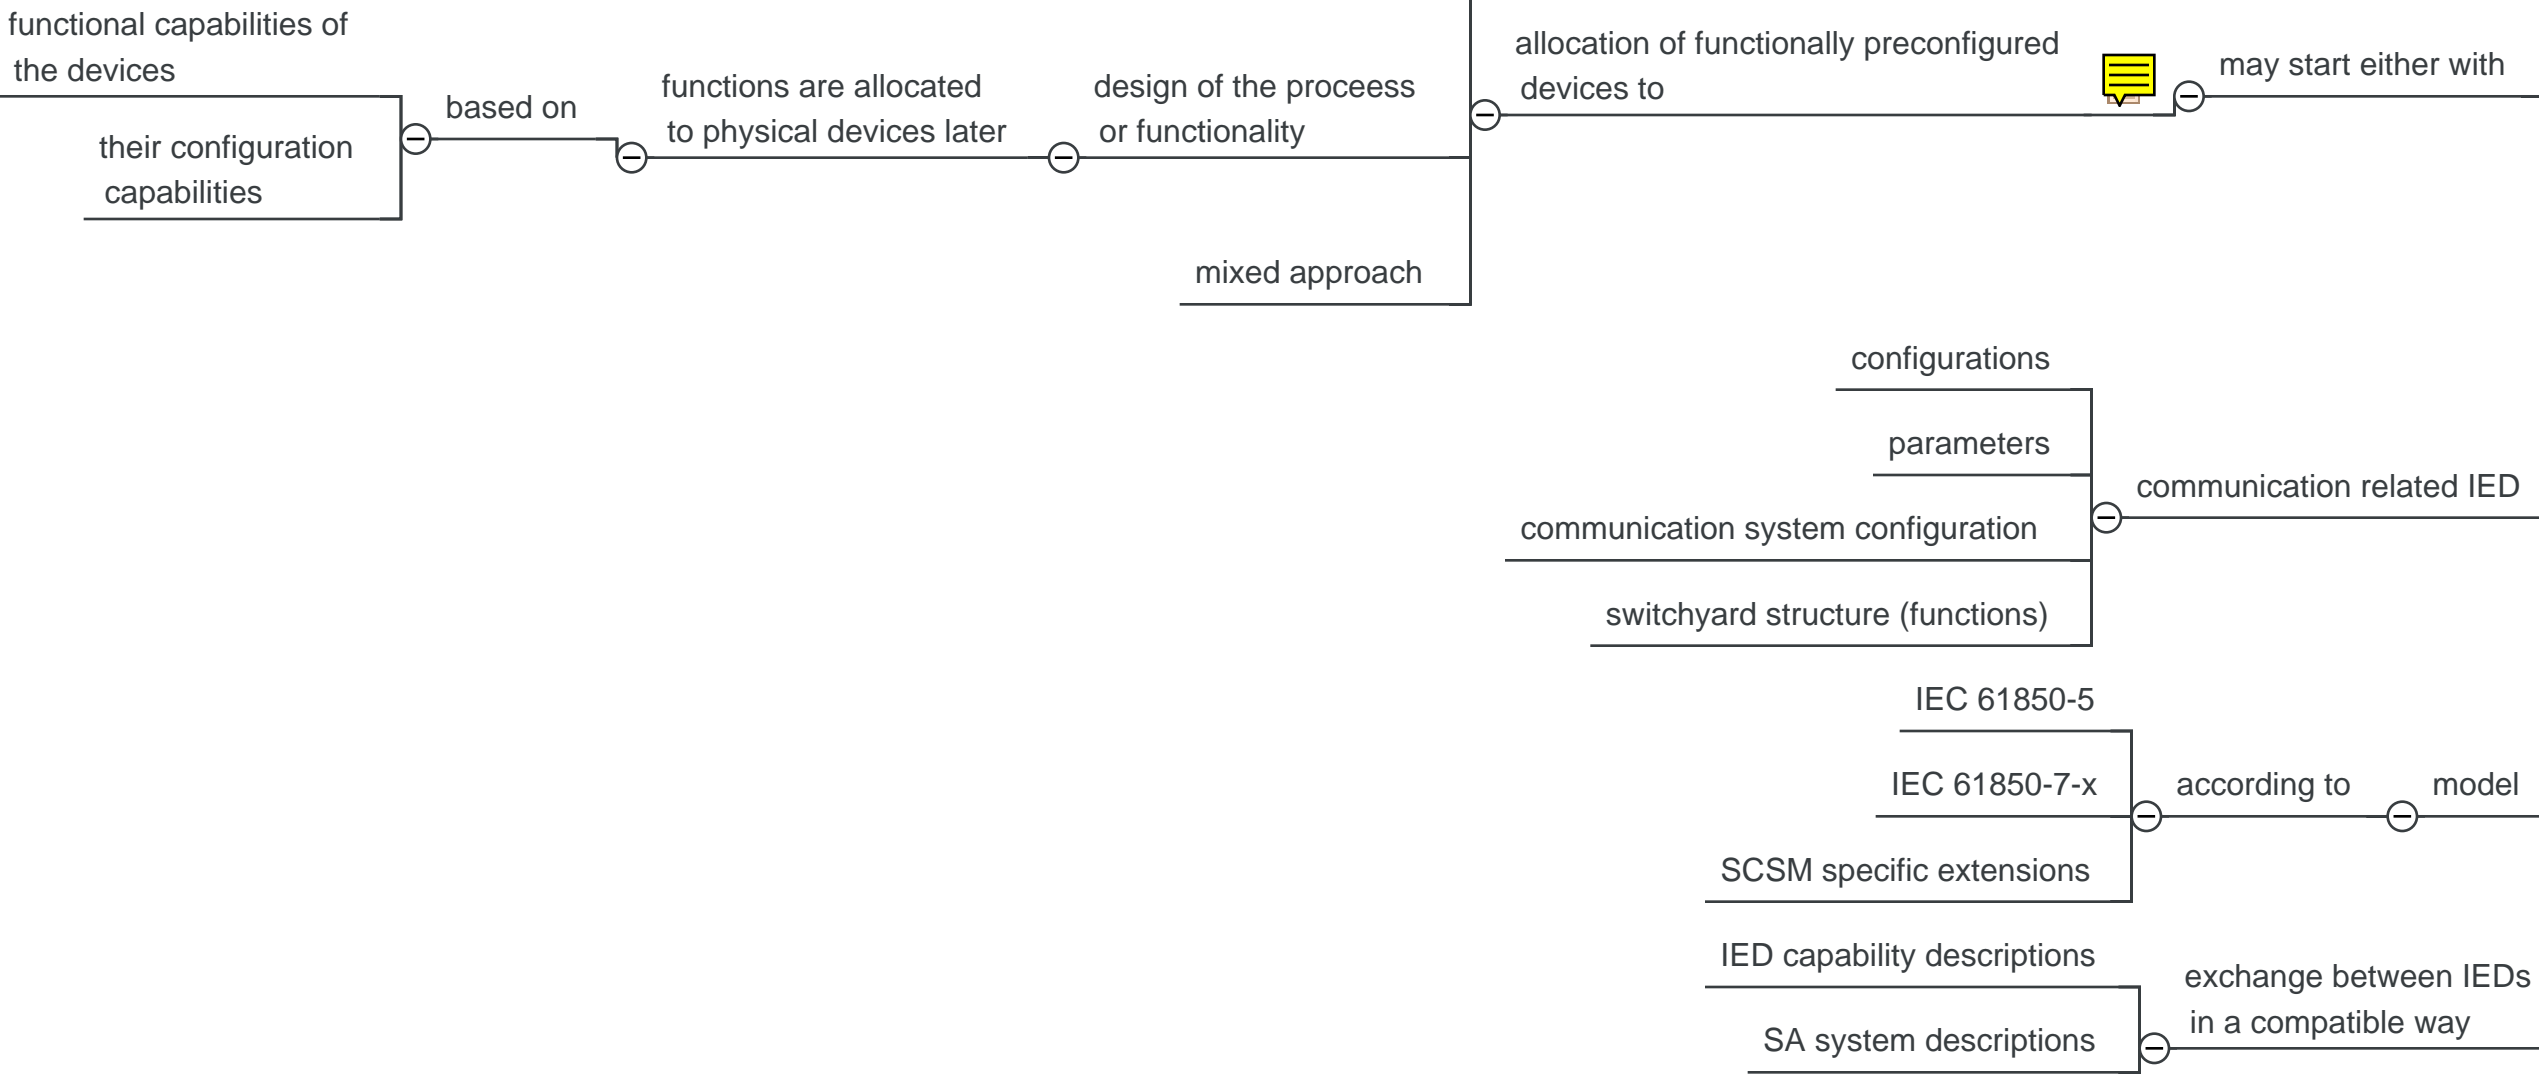 functional capabilities of
the devices
their configuration
capabilities
based on
functions are allocated
to physical devices later
design of the proceess
or functionality
mixed approach
allocation of functionally preconfigured
devices to
may start either with
configurations
parameters
communication system configuration
switchyard structure (functions)
communication related IED
IEC 61850-5
IEC 61850-7-x
SCSM specific extensions
according to
model
IED capability descriptions
SA system descriptions
exchange between IEDs
in a compatible way